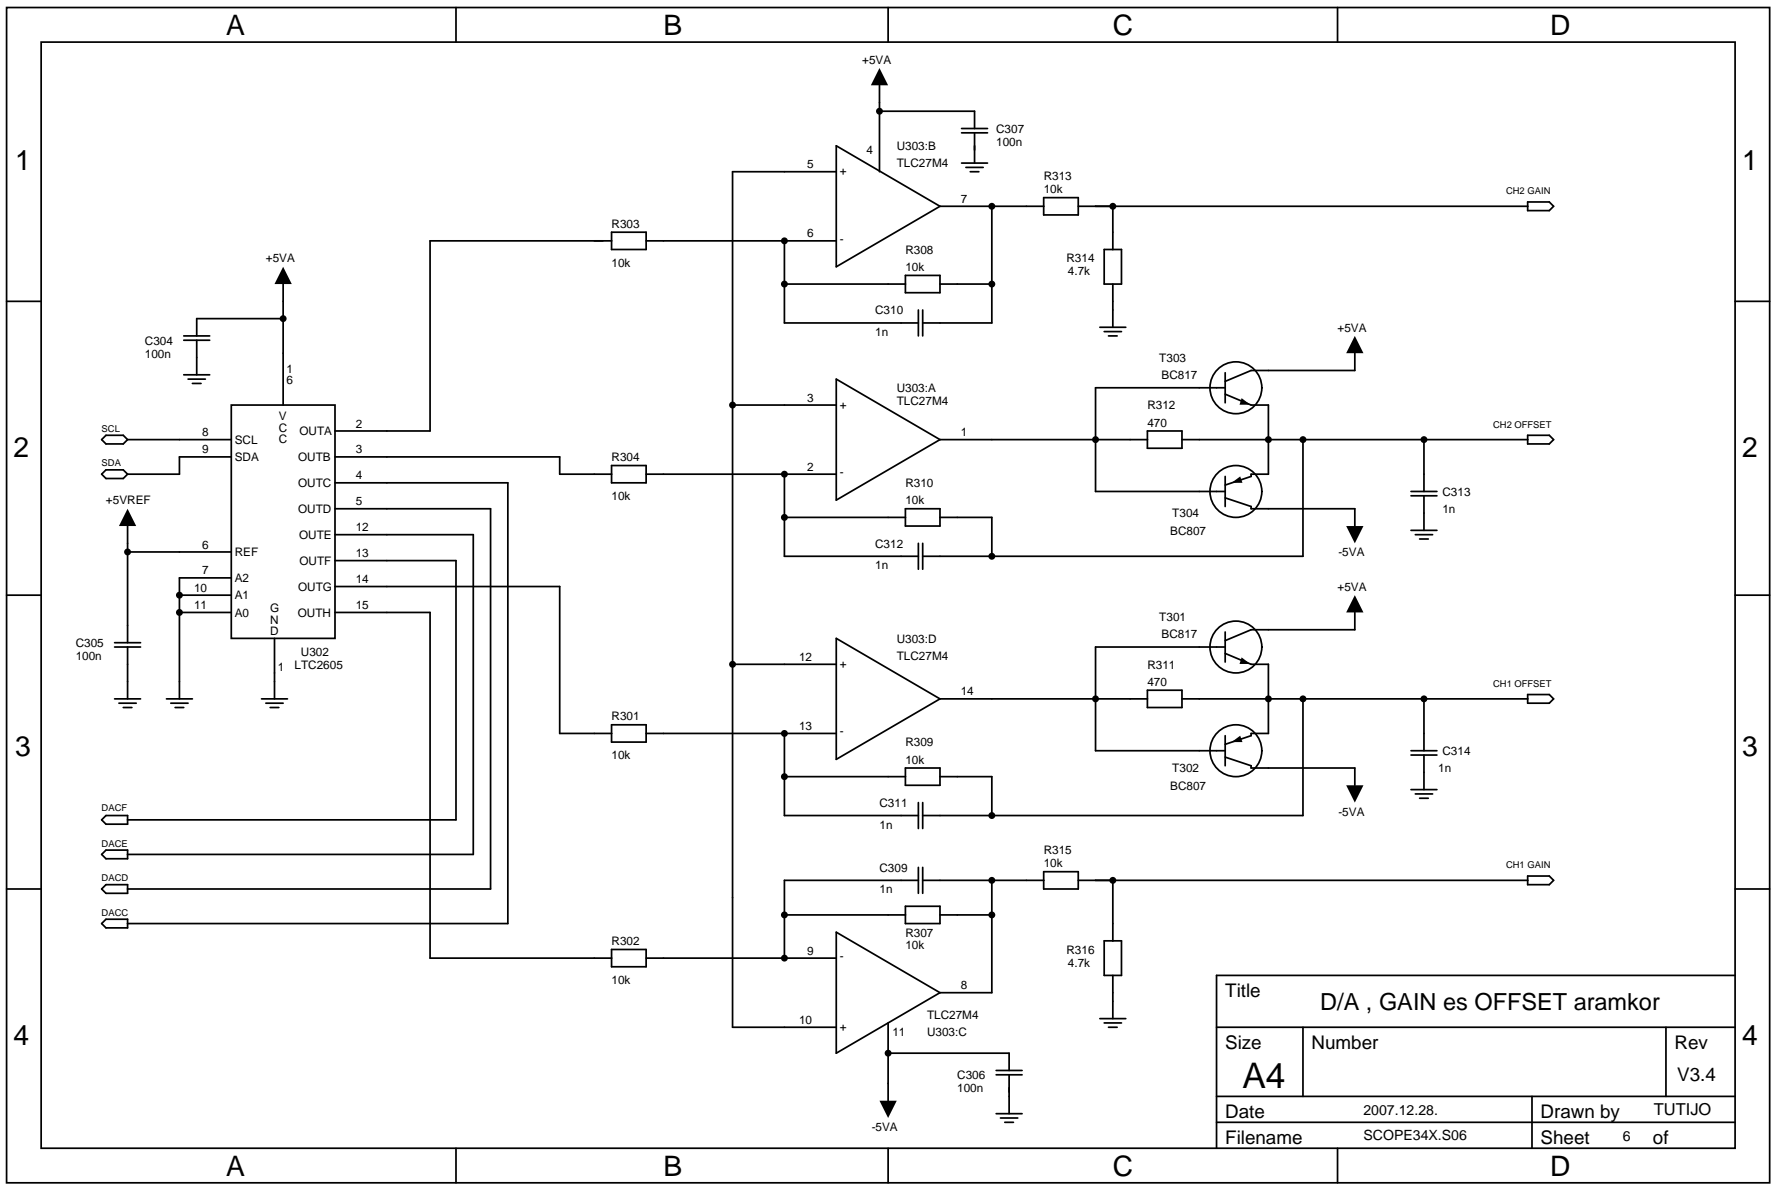 A B C D
+5VA
C307
100n
U303:B
TLC27M4
4
1
1
5
+
R313
10k
CH2 GAIN
7
R303
10k
6
-
R308
10k
R314
4.7k
+5VA
C310
1n
C304
100n
+5VA
1
6
T303
BC817
U303:A
TLC27M4
3
+
R312
470
VCC
SCL
8
SCL
OUTA
2
CH2 OFFSET
1
2
2
SDA
9
SDA
OUTB
3
R304
10k
2
-
OUTC
4
R310
10k
C313
1n
+5VREF
OUTD
5
T304
BC807
OUTE
12
C312
1n
-5VA
6
REF
OUTF
13
7
A2
OUTG
14
10
A1
+5VA
11
A0
OUTH
15
GND
T301
BC817
C305
100n
U302
LTC2605
1
U303:D
TLC27M4
12
+
R311
470
14
CH1 OFFSET
R301
10k
13
-
3
3
R309
10k
C314
1n
T302
BC807
C311
1n
-5VA
DACF
DACE
DACD
DACC
R315
10k
CH1 GAIN
C309
1n
R307
10k
R302
10k
9
-
R316
4.7k
8
10
+
11
TLC27M4
U303:C
C306
100n
-5VA
4
4
Title
D/A , GAIN es OFFSET aramkor
Size
A4
Number
Rev
V3.4
Date 2007.12.28. Drawn by TUTIJO
Filename SCOPE34X.S06 Sheet 6 of
A B C D